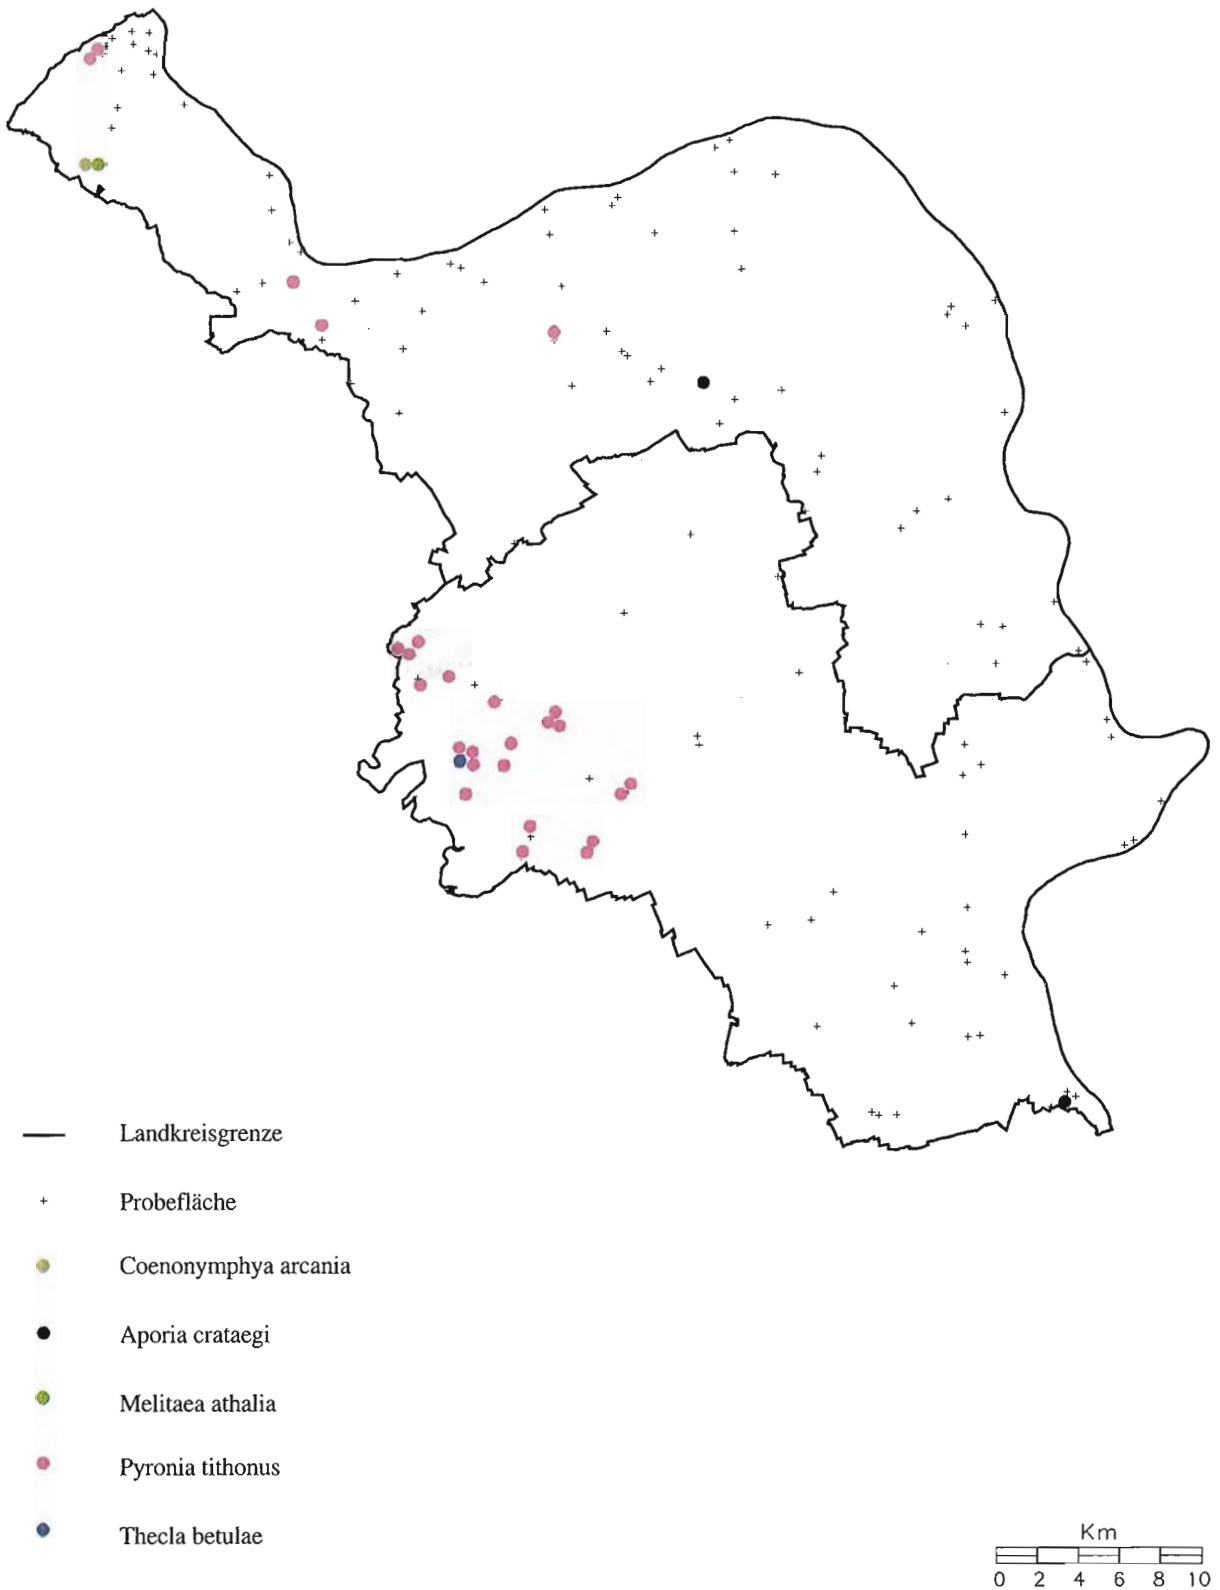 Landkreisgrenze
Probefläche
Coenonymphya arcania
Aporia crataegi
Melitaea athalia
Pyronia tithonus
Thecla betulae
Km
0 2 4 6 8 10